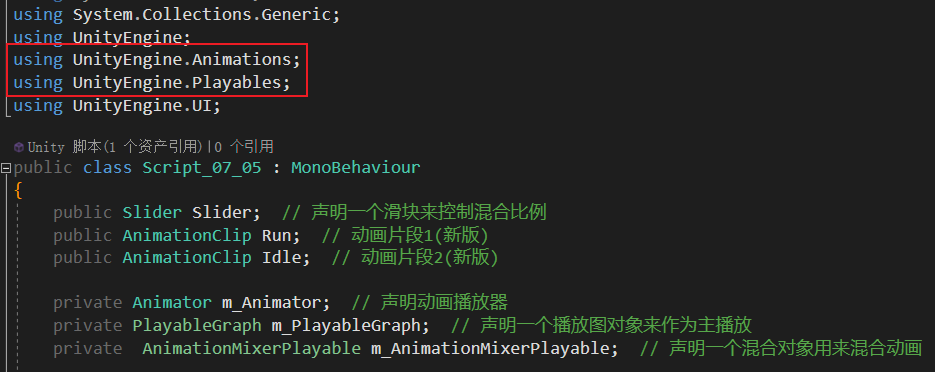 using System.Collections.Generic;
using UnityEngine;
using UnityEngine.Animations;
using UnityEngine.Playables;
using UnityEngine.UI;
Unity 脚本(1 个资产引用)|0 个引用
public class Script_07_05 : MonoBehaviour
{
public Slider Slider; // 声明一个滑块来控制混合比例
public AnimationClip Run; // 动画片段1(新版)
public AnimationClip Idle; // 动画片段2(新版)
private Animator m_Animator; // 声明动画播放器
private PlayableGraph m_PlayableGraph; // 声明一个播放图对象来作为主播放
private AnimationMixerPlayable m_AnimationMixerPlayable; // 声明一个混合对象用来混合动画